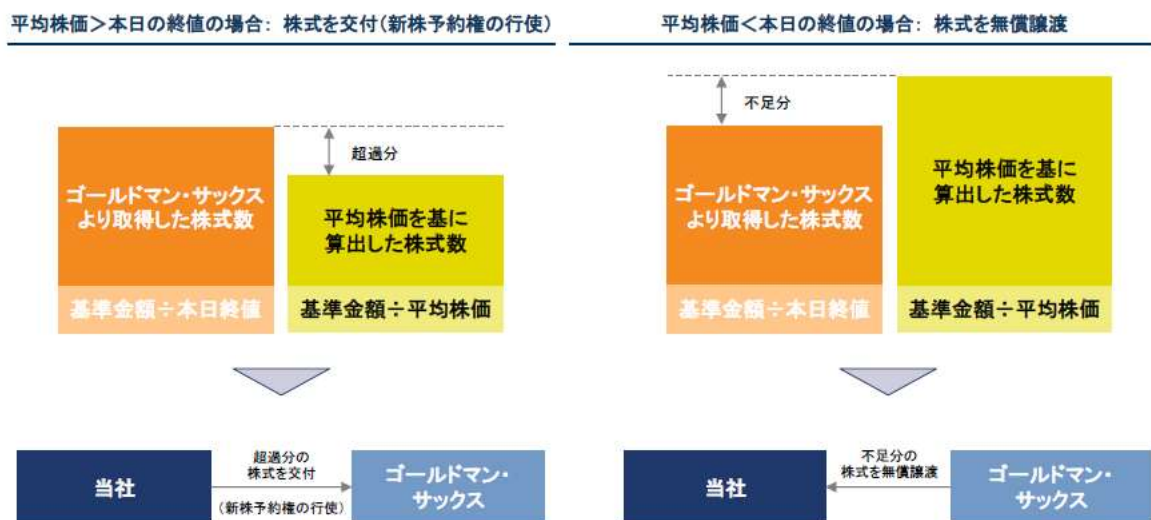 平均株価＞本日の終値の場合： 株式を交付（新株予約権の行使）
超過分
ゴールドマン・サックス
より取得した株式数
平均株価を基に
算出した株式数
基準金額÷本日終値
基準金額÷平均株価
当社
超過分の
株式を交付
（新株予約権の行使）
ゴールドマン・
サックス
平均株価＜本日の終値の場合： 株式を無償譲渡
不足分
ゴールドマン・サックス
より取得した株式数
平均株価を基に
算出した株式数
基準金額÷本日終値
基準金額÷平均株価
当社
不足分の
株式を無償譲渡
ゴールドマン・
サックス